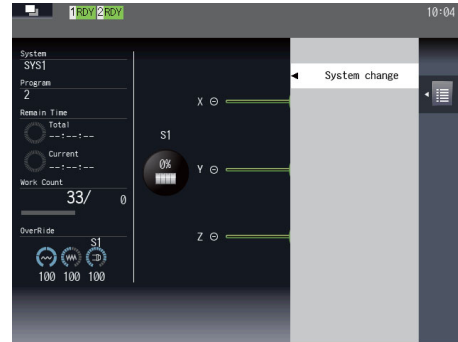 1RDY 2RDY
10:04
System
SYS1
Program
2
Remain Time
Total
--:--:--
Current
--:--:--
Work Count
33/ 0
OverRide
S1
100 100 100
S1
0%
X
Y
Z
System change